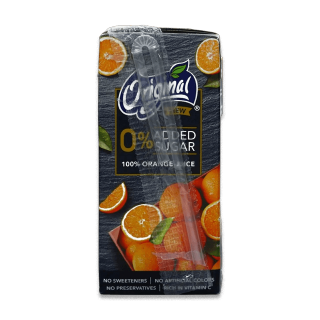 Original
®
0% ADDED
SUGAR
100% ORANGE JUICE
NO SWEETENERS | NO ARTIFICIAL COLORS
NO PRESERVATIVES | RICH IN VITAMIN C